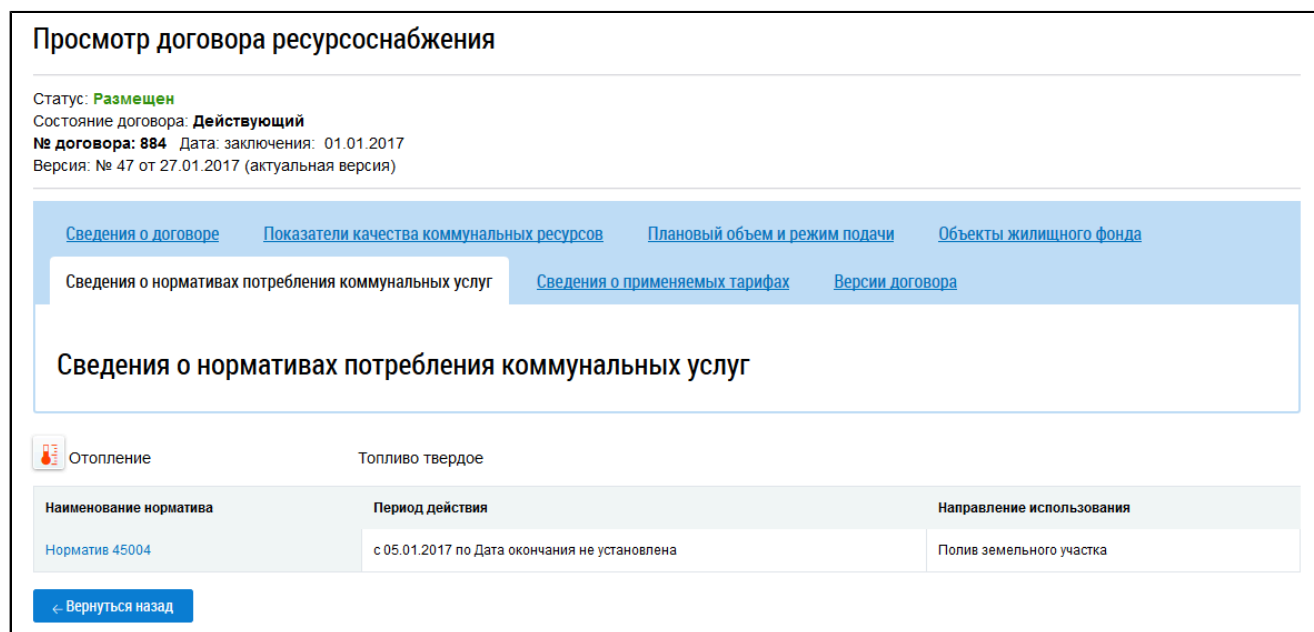 Просмотр договора ресурсоснабжения
Статус: Размещен
Состояние договора: Действующий
№ договора: 884 Дата: заключения: 01.01.2017
Версия: № 47 от 27.01.2017 (актуальная версия)
Сведения о договоре Показатели качества коммунальных ресурсов Плановый объем и режим подачи Объекты жилищного фонда
Сведения о нормативах потребления коммунальных услуг Сведения о применяемых тарифах Версии договора
Сведения о нормативах потребления коммунальных услуг
Отопление Топливо твердое
Наименование норматива Период действия Направление использования
Норматив 45004 с 05.01.2017 по Дата окончания не установлена Полив земельного участка
← Вернуться назад